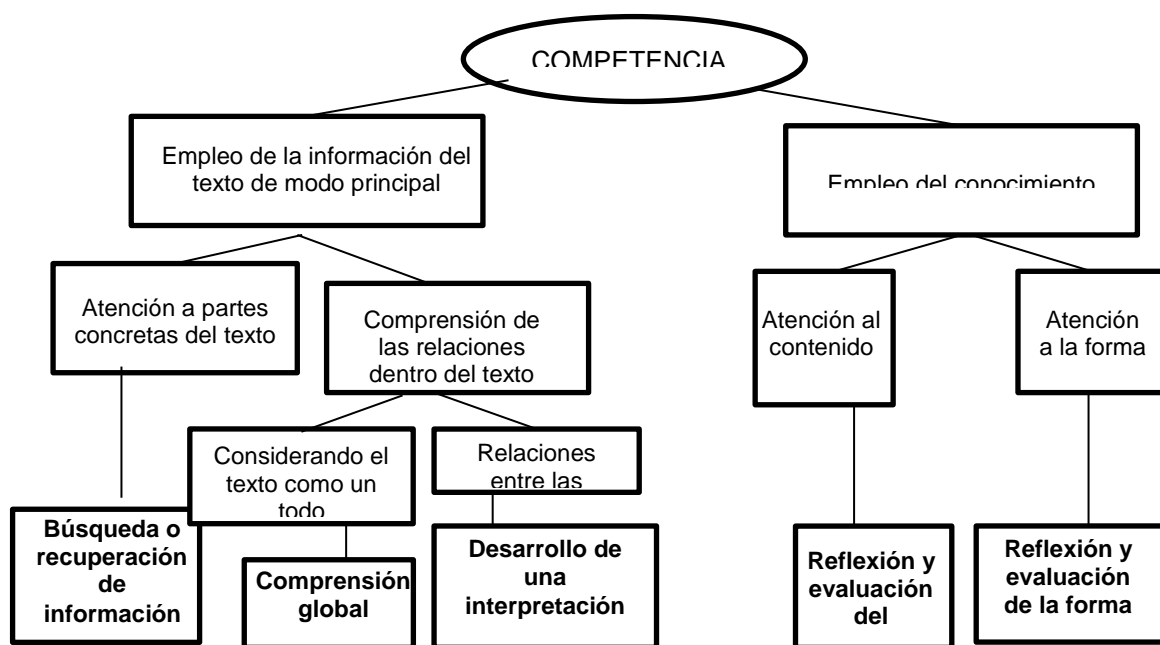 COMPETENCIA
Empleo de la información del
texto de modo principal
Empleo del conocimiento
Atención a partes
concretas del texto
Comprensión de
las relaciones
dentro del texto
Atención al
contenido
Atención
a la forma
Considerando el
texto como un
todo
Relaciones
entre las
Búsqueda o
recuperación
de
información
Comprensión
global
Desarrollo de
una
interpretación
Reflexión y
evaluación
del
Reflexión y
evaluación
de la forma